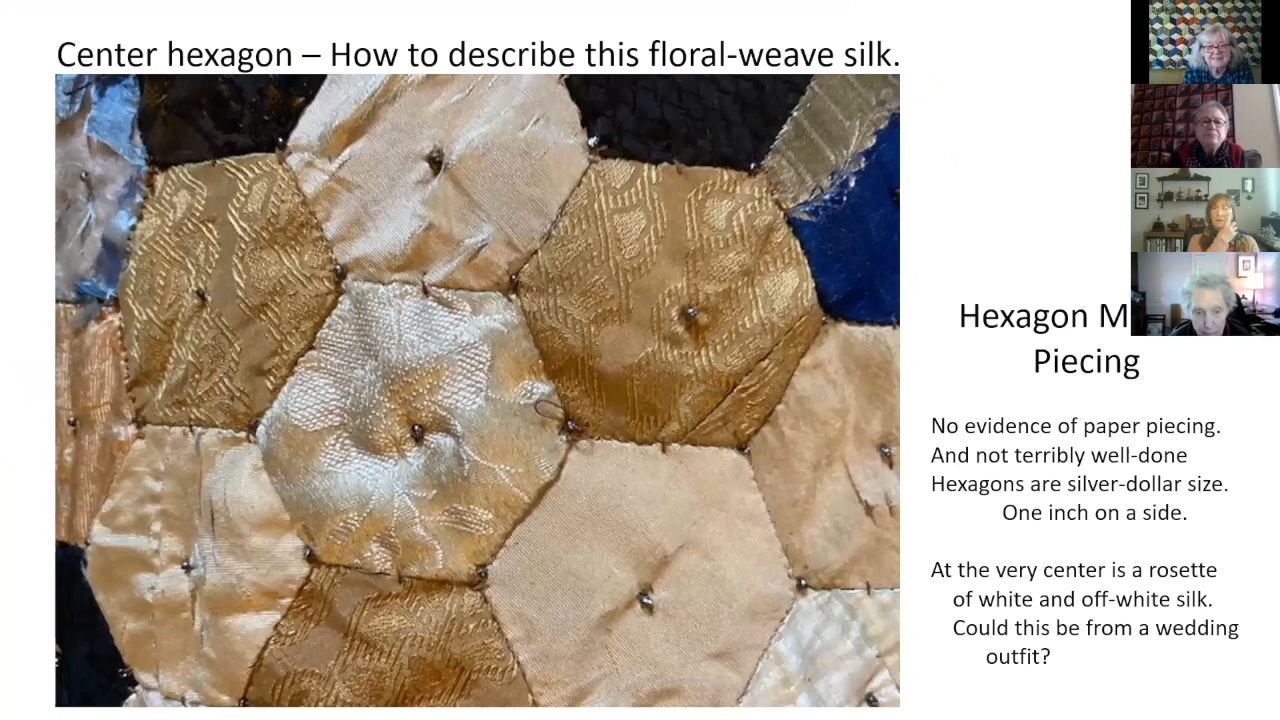 Center hexagon – How to describe this floral-weave silk.
Hexagon M
Piecing
No evidence of paper piecing.
And not terribly well-done
Hexagons are silver-dollar size.
One inch on a side.
At the very center is a rosette
of white and off-white silk.
Could this be from a wedding
outfit?